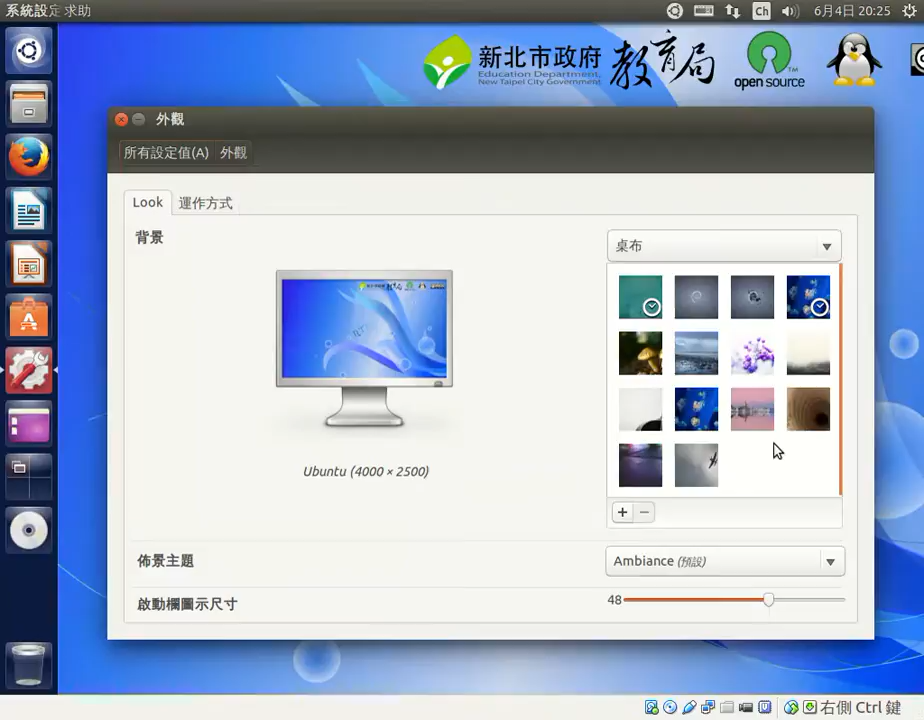 系統設定 求助
Ch 6月4日 20:25
新北市政府 教育局
Education Department,
New Taipei City Government
open source
TM
外觀
所有設定值(A) 外觀
Look 運作方式
背景
桌布
Ubuntu (4000 × 2500)
+ −
佈景主題
Ambiance (預設)
啟動欄圖示尺寸
48
右側 Ctrl 鍵